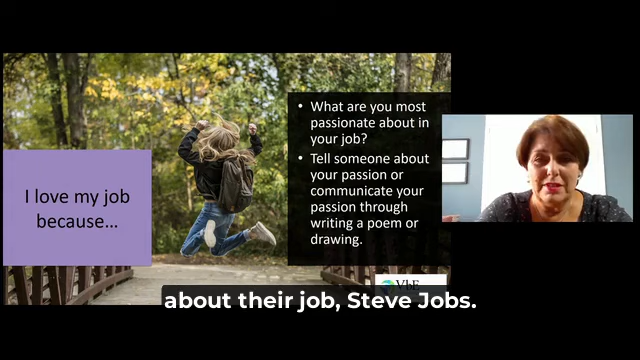 I love my job
because...
• What are you most
passionate about in
your job?
• Tell someone about
your passion or
communicate your
passion through
writing a poem or
drawing.
VbE
about their job, Steve Jobs.